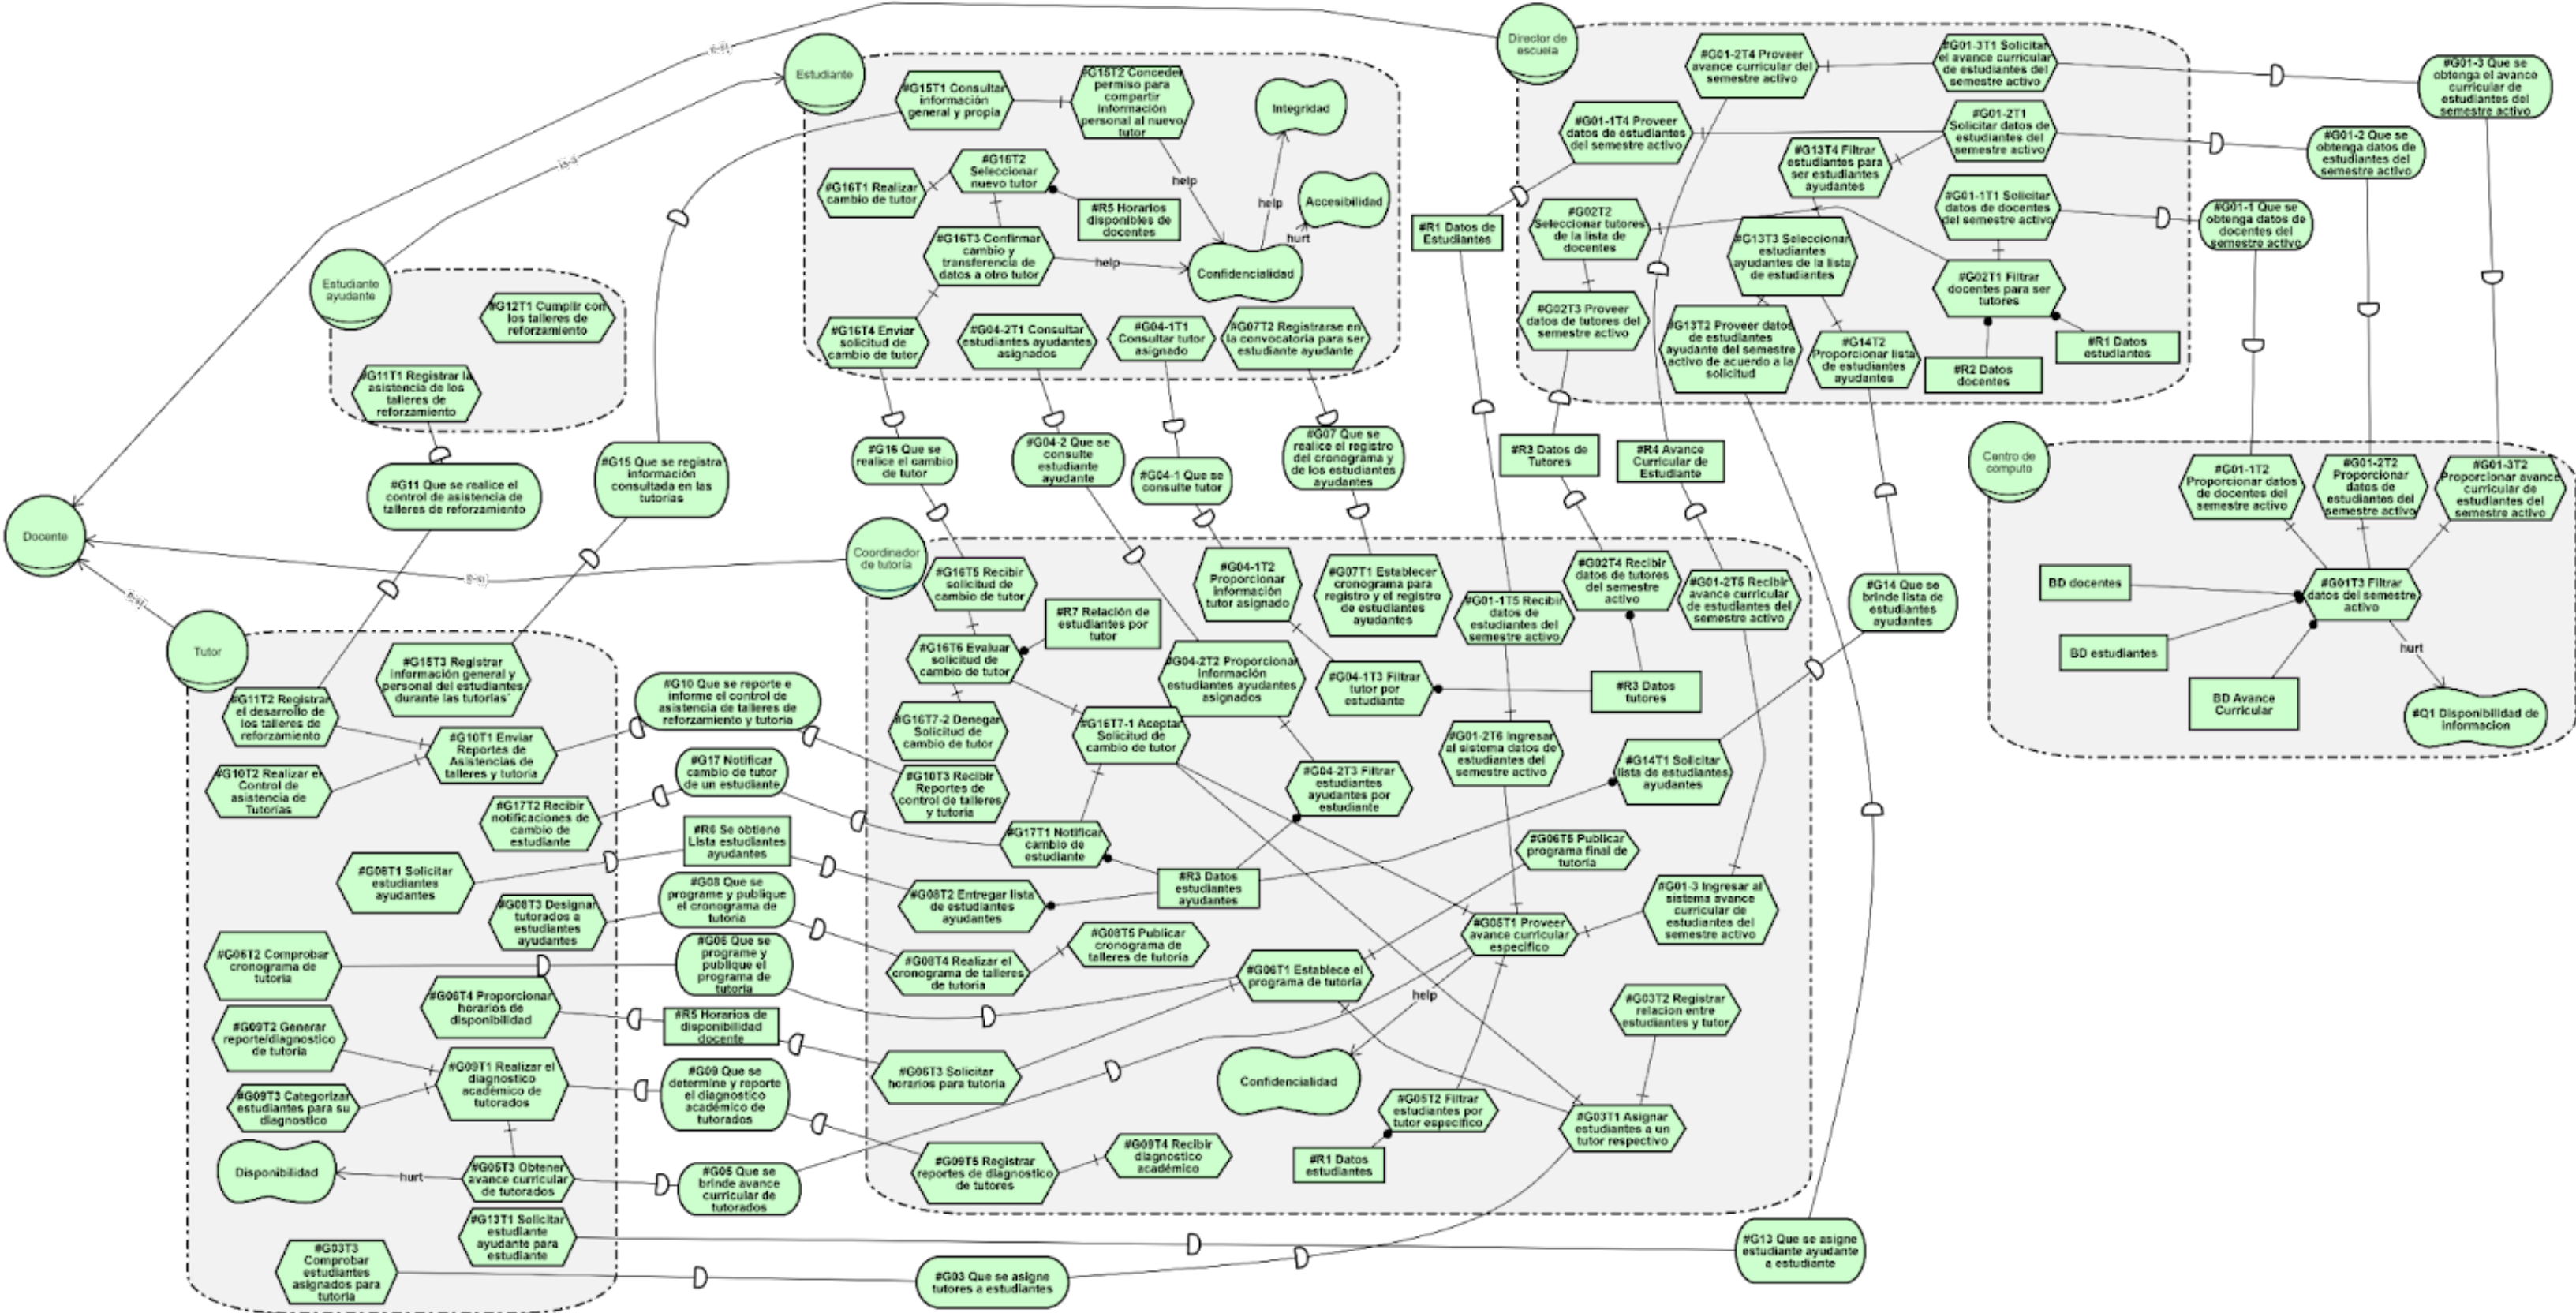 is-a
is-a
is-a
is-a
Docente
Estudiante
ayudante
#G12T1 Cumplir con
los talleres de
reforzamiento
#G11T1 Registrar la
asistencia de los
talleres de
reforzamiento
#G11 Que se realice el
control de asistencia de
talleres de reforzamiento
#G15 Que se registra
información
consultada en las
tutorias
Estudiante
#G15T1 Consultar
información
general y propia
#G15T2 Conceder
permiso para
compartir
información
personal al nuevo
tutor
Integridad
Accesibilidad
Confidencialidad
help
help
help
hurt
#G16T1 Realizar
cambio de tutor
#G16T2
Seleccionar
nuevo tutor
#R5 Horarios
disponibles de
docentes
#G16T3 Confirmar
cambio y
transferencia de
datos a otro tutor
#G16T4 Enviar
solicitud de
cambio de tutor
#G04-2T1 Consultar
estudiantes ayudantes
asignados
#G04-1T1
Consultar tutor
asignado
#G07T2 Registrarse en
la convocatoria para ser
estudiante ayudante
#G16 Que se
realice el cambio
de tutor
#G04-2 Que se
consulte
estudiante
ayudante
#G04-1 Que se
consulte tutor
#G07 Que se
realice el registro
del cronograma y
de los estudiantes
ayudantes
Director de
escuela
#G01-2T4 Proveer
avance curricular del
semestre activo
#G01-3T1 Solicitar
el avance curricular
de estudiantes del
semestre activo
#G01-1T4 Proveer
datos de estudiantes
del semestre activo
#G01-2T1
Solicitar datos de
estudiantes del
semestre activo
#G13T4 Filtrar
estudiantes para
ser estudiantes
ayudantes
#G01-1T1 Solicitar
datos de docentes
del semestre activo
#G02T2
Seleccionar tutores
de la lista de
docentes
#G13T3 Seleccionar
estudiantes
ayudantes de la lista
de estudiantes
#G02T1 Filtrar
docentes para ser
tutores
#G02T3 Proveer
datos de tutores del
semestre activo
#G13T2 Proveer datos
de estudiantes
ayudante del semestre
activo de acuerdo a la
solicitud
#G14T2
Proporcionar lista
de estudiantes
ayudantes
#R2 Datos
docentes
#R1 Datos
estudiantes
#R1 Datos de
Estudiantes
#R3 Datos de
Tutores
#R4 Avance
Curricular de
Estudiante
#G01-3 Que se
obtenga el avance
curricular de
estudiantes del
semestre activo
#G01-2 Que se
obtenga datos de
estudiantes del
semestre activo
#G01-1 Que se
obtenga datos de
docentes del
semestre activo
#G14 Que se
brinde lista de
estudiantes
ayudantes
Centro de
computo
#G01-1T2
Proporcionar datos
de docentes del
semestre activo
#G01-2T2
Proporcionar
datos de
estudiantes del
semestre activo
#G01-3T2
Proporcionar avance
curricular de
estudiantes del
semestre activo
BD docentes
BD estudiantes
BD Avance
Curricular
#G01T3 Filtrar
datos del semestre
activo
hurt
#Q1 Disponibilidad de
informacion
Tutor
#G15T3 Registrar
información general y
personal del estudiantes
durante las tutorías"
#G11T2 Registrar
el desarrollo de
los talleres de
reforzamiento
#G10T1 Enviar
Reportes de
Asistencias de
talleres y tutoria
#G10T2 Realizar el
Control de
asistencia de
Tutorías
#G17T2 Recibir
notificaciones de
cambio de
estudiante
#G08T1 Solicitar
estudiantes
ayudantes
#G08T3 Designar
tutorados a
estudiantes
ayudantes
#G06T2 Comprobar
cronograma de
tutoría
#G06T4 Proporcionar
horarios de
disponibilidad
#G09T2 Generar
reporte/diagnostico
de tutoría
#G09T1 Realizar el
diagnostico
académico de
tutorados
#G09T3 Categorizar
estudiantes para su
diagnostico
Disponibilidad
hurt
#G05T3 Obtener
avance curricular
de tutorados
#G13T1 Solicitar
estudiante
ayudante para
estudiante
#G03T3
Comprobar
estudiantes
asignados para
tutoría
#G10 Que se reporte e
informe el control de
asistencia de talleres de
reforzamiento y tutoria
#G17 Notificar
cambio de tutor
de un estudiante
#R6 Se obtiene
Lista estudiantes
ayudantes
#G08 Que se
programe y publique
el cronograma de
tutoría
#G06 Que se
programe y
publique el
programa de
tutoría
#R5 Horarios de
disponibilidad
docente
#G09 Que se
determine y reporte
el diagnostico
académico de
tutorados
#G05 Que se
brinde avance
curricular de
tutorados
#G03 Que se asigne
tutores a estudiantes
#G13 Que se asigne
estudiante ayudante
a estudiante
Coordinador
de tutoría
#G16T5 Recibir
solicitud de
cambio de tutor
#R7 Relación de
estudiantes por
tutor
#G16T6 Evaluar
solicitud de
cambio de tutor
#G16T7-2 Denegar
Solicitud de
cambio de tutor
#G16T7-1 Aceptar
Solicitud de
cambio de tutor
#G10T3 Recibir
Reportes de
control de talleres
y tutoria
#G17T1 Notificar
cambio de
estudiante
#G04-1T2
Proporcionar
información
tutor asignado
#G04-2T2 Proporcionar
información
estudiantes ayudantes
asignados
#G04-1T3 Filtrar
tutor por
estudiante
#G04-2T3 Filtrar
estudiantes
ayudantes por
estudiante
#G07T1 Establecer
cronograma para
registro y el registro
de estudiantes
ayudantes
#G01-1T5 Recibir
datos de
estudiantes del
semestre activo
#G02T4 Recibir
datos de tutores
del semestre
activo
#G01-2T5 Recibir
avance curricular
de estudiantes del
semestre activo
#R3 Datos
tutores
#G01-2T6 Ingresar
al sistema datos de
estudiantes del
semestre activo
#G14T1 Solicitar
lista de estudiantes
ayudantes
#G06T5 Publicar
programa final de
tutoría
#R3 Datos
estudiantes
ayudantes
#G08T2 Entregar lista
de estudiantes
ayudantes
#G08T5 Publicar
cronograma de
talleres de tutoría
#G08T4 Realizar el
cronograma de talleres
de tutoría
#G01-3 Ingresar al
sistema avance
curricular de
estudiantes del
semestre activo
#G05T1 Proveer
avance curricular
especifico
#G06T1 Establece el
programa de tutoría
help
#G03T2 Registrar
relacion entre
estudiantes y tutor
#G06T3 Solicitar
horarios para tutoría
Confidencialidad
#G05T2 Filtrar
estudiantes por
tutor especifico
#G03T1 Asignar
estudiantes a un
tutor respectivo
#R1 Datos
estudiantes
#G09T5 Registrar
reportes de diagnostico
de tutores
#G09T4 Recibir
diagnostico
académico